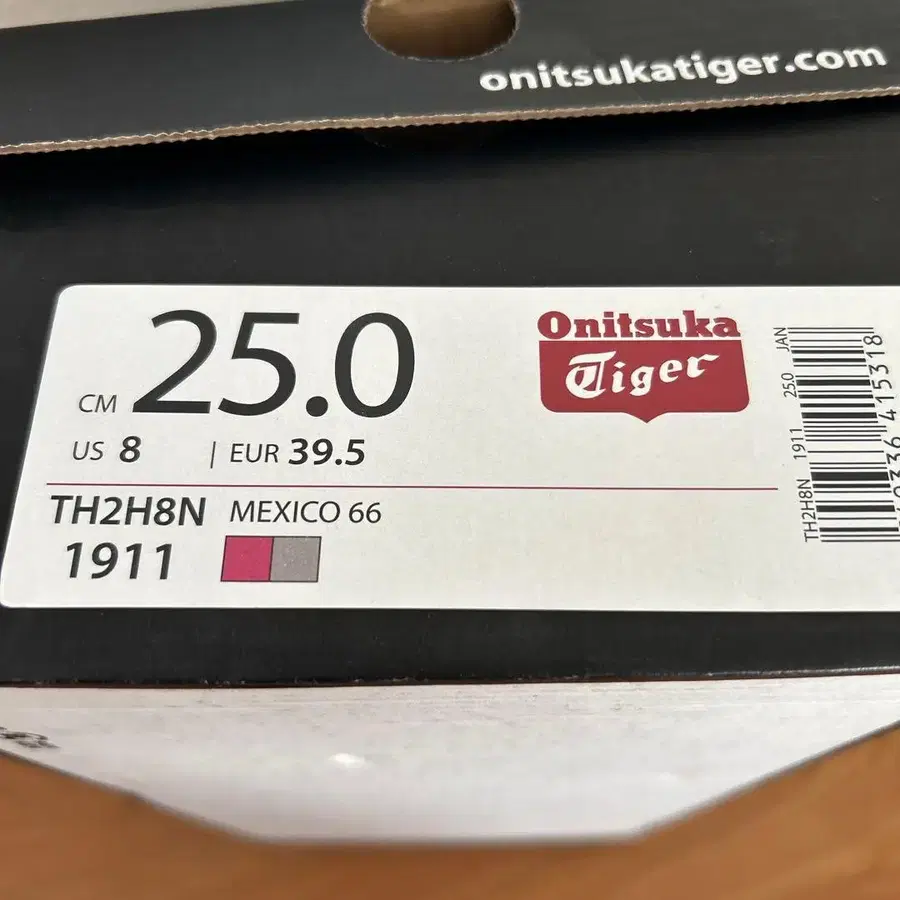 onitsukatiger.com
CM 25.0
US 8 | EUR 39.5
Onitsuka
Tiger
TH2H8N MEXICO 66
1911
TH2H8N 1911 25.0 JAN
415318